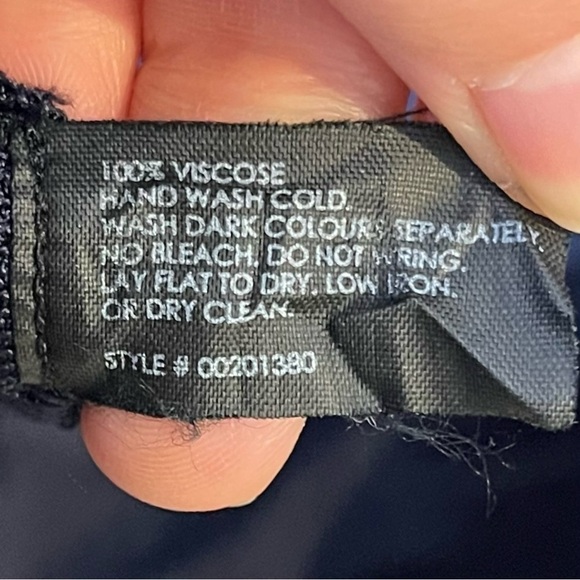 100% VISCOSE
HAND WASH COLD.
WASH DARK COLOURS SEPARATELY.
NO BLEACH. DO NOT WRING.
LAY FLAT TO DRY. LOW IRON.
OR DRY CLEAN.
STYLE # 00201380